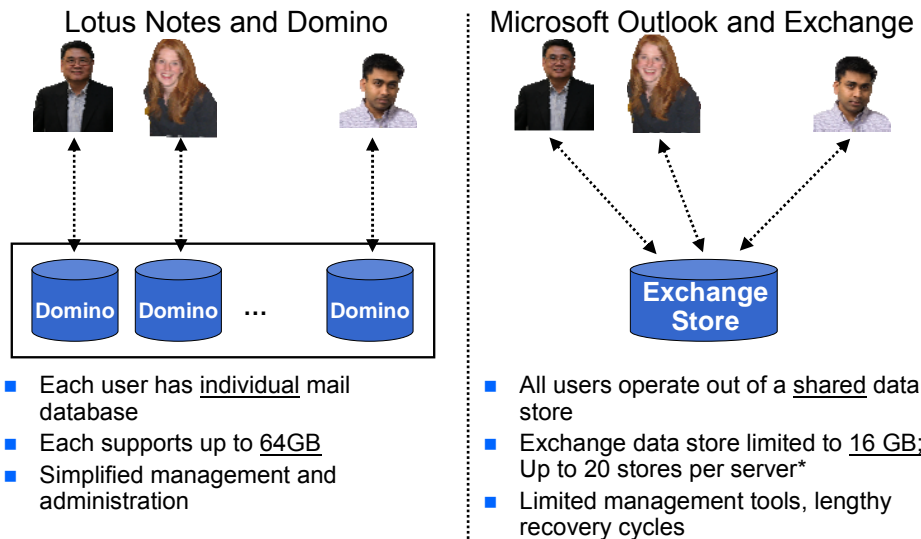 Lotus Notes and Domino
Domino
Domino
...
Domino
Each user has individual mail
database
Each supports up to 64GB
Simplified management and
administration
Microsoft Outlook and Exchange
Exchange
Store
All users operate out of a shared data
store
Exchange data store limited to 16 GB;
Up to 20 stores per server*
Limited management tools, lengthy
recovery cycles